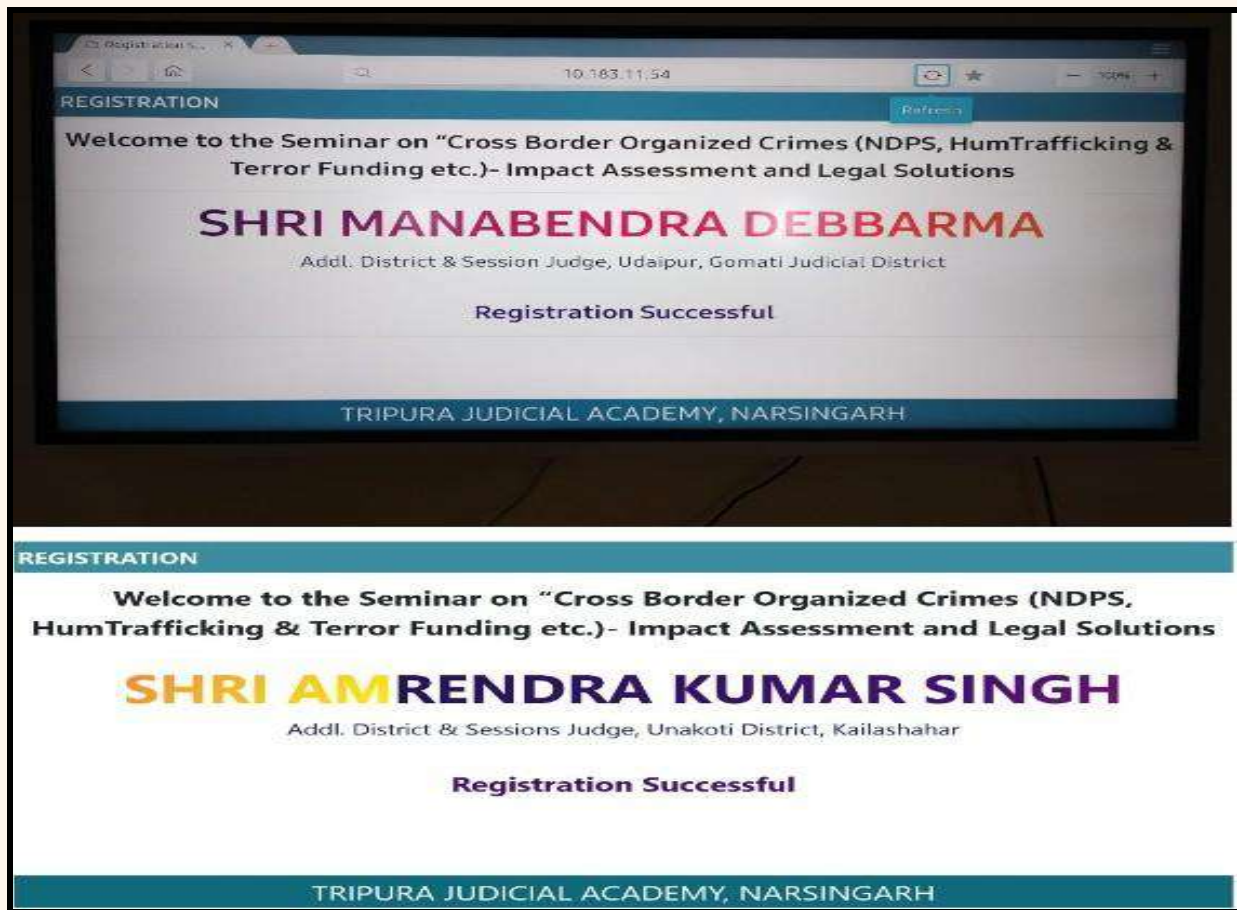 Registration S...
10.183.11.54
100%
REGISTRATION
Refresh
Welcome to the Seminar on “Cross Border Organized Crimes (NDPS, HumTrafficking &
Terror Funding etc.)- Impact Assessment and Legal Solutions
SHRI MANABENDRA DEBBARMA
Addl. District & Session Judge, Udaipur, Gomati Judicial District
Registration Successful
TRIPURA JUDICIAL ACADEMY, NARSINGARH
REGISTRATION
Welcome to the Seminar on “Cross Border Organized Crimes (NDPS,
HumTrafficking & Terror Funding etc.)- Impact Assessment and Legal Solutions
SHRI AMRENDRA KUMAR SINGH
Addl. District & Sessions Judge, Unakoti District, Kailashahar
Registration Successful
TRIPURA JUDICIAL ACADEMY, NARSINGARH